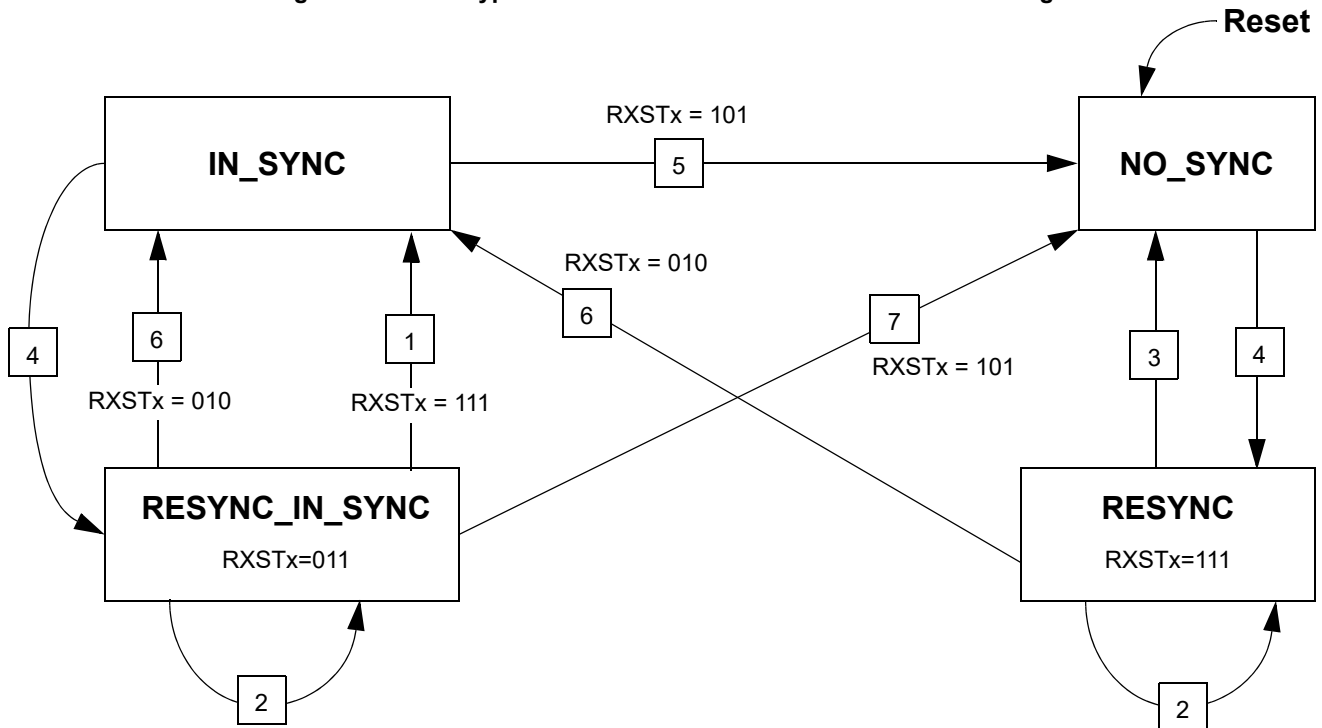 Reset
RXSTx = 101
IN_SYNC
5
NO_SYNC
RXSTx = 010
6
7
RXSTx = 101
4
6
1
3
4
RXSTx = 010
RXSTx = 111
RESYNC_IN_SYNC
RXSTx=011
RESYNC
RXSTx=111
2
2